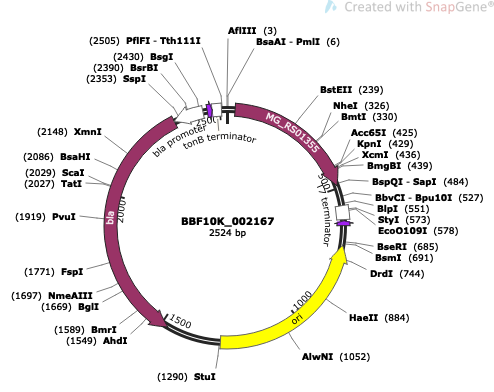 Created with SnapGene®
AflIII (3)
BsaAI - PmlI (6)
BstEII (239)
NheI (326)
BmtI (330)
Acc65I (425)
KpnI (429)
XcmI (436)
BmgBI (439)
BspQI - SapI (484)
BbvCI - Bpu10I (527)
BlpI (551)
StyI (573)
EcoO109I (578)
BseRI (685)
BsmI (691)
DrdI (744)
HaeII (884)
AlwNI (1052)
(1290) StuI
(1549) AhdI
(1589) BmrI
(1669) BglI
(1697) NmeAIII
(1771) FspI
(1919) PvuI
(2027) TatI
(2029) ScaI
(2086) BsaHI
(2148) XmnI
(2353) SspI
(2390) BsrBI
(2430) BsgI
(2505) PflFI - Tth111I
MG_RS01355
T7 terminator
ori
bla
bla promoter
tonB terminator
500
1000
1500
2000
2500
BBF10K_002167
2524 bp